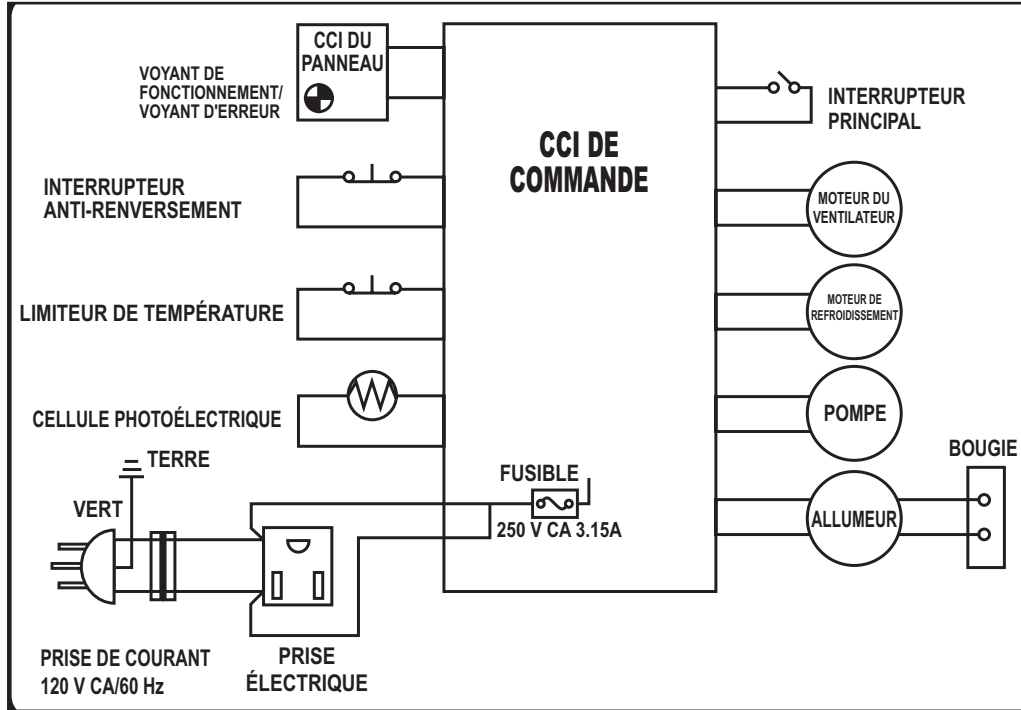 CCI DU
PANNEAU
VOYANT DE
FONCTIONNEMENT/
VOYANT D'ERREUR
CCI DE
COMMANDE
INTERRUPTEUR
PRINCIPAL
INTERRUPTEUR
ANTI-RENVERSEMENT
MOTEUR DU
VENTILATEUR
LIMITEUR DE TEMPÉRATURE
MOTEUR DE
REFROIDISSEMENT
CELLULE PHOTOÉLECTRIQUE
POMPE
BOUGIE
TERRE
FUSIBLE
VERT
250 V CA 3.15A
ALLUMEUR
PRISE DE COURANT
120 V CA/60 Hz
PRISE
ÉLECTRIQUE